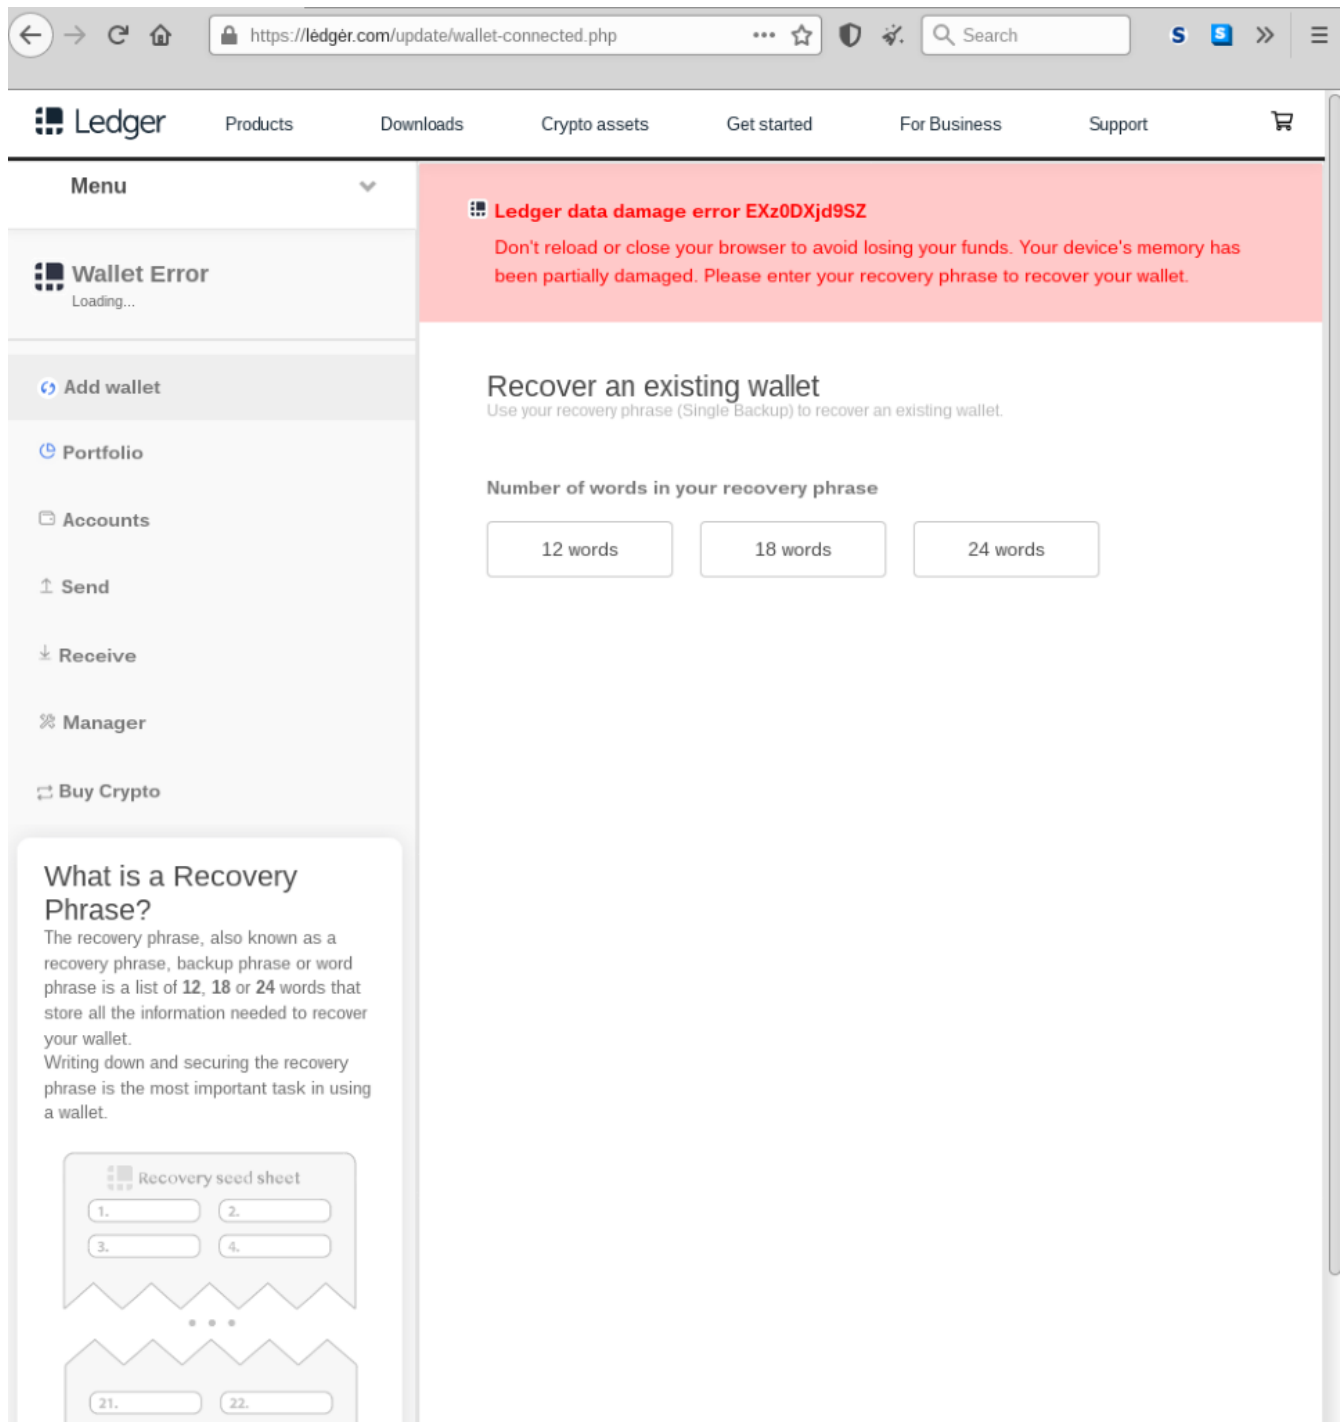 https://lėdgėr.com/update/wallet-connected.php
Search
S
S
Ledger
Products
Downloads
Crypto assets
Get started
For Business
Support
Menu
Wallet Error
Loading...
Add wallet
Portfolio
Accounts
Send
Receive
Manager
Buy Crypto
What is a Recovery
Phrase?
The recovery phrase, also known as a
recovery phrase, backup phrase or word
phrase is a list of 12, 18 or 24 words that
store all the information needed to recover
your wallet.
Writing down and securing the recovery
phrase is the most important task in using
a wallet.
Recovery seed sheet
1. 2.
3. 4.
21. 22.
Ledger data damage error EXz0DXjd9SZ
Don't reload or close your browser to avoid losing your funds. Your device's memory has
been partially damaged. Please enter your recovery phrase to recover your wallet.
Recover an existing wallet
Use your recovery phrase (Single Backup) to recover an existing wallet.
Number of words in your recovery phrase
12 words
18 words
24 words